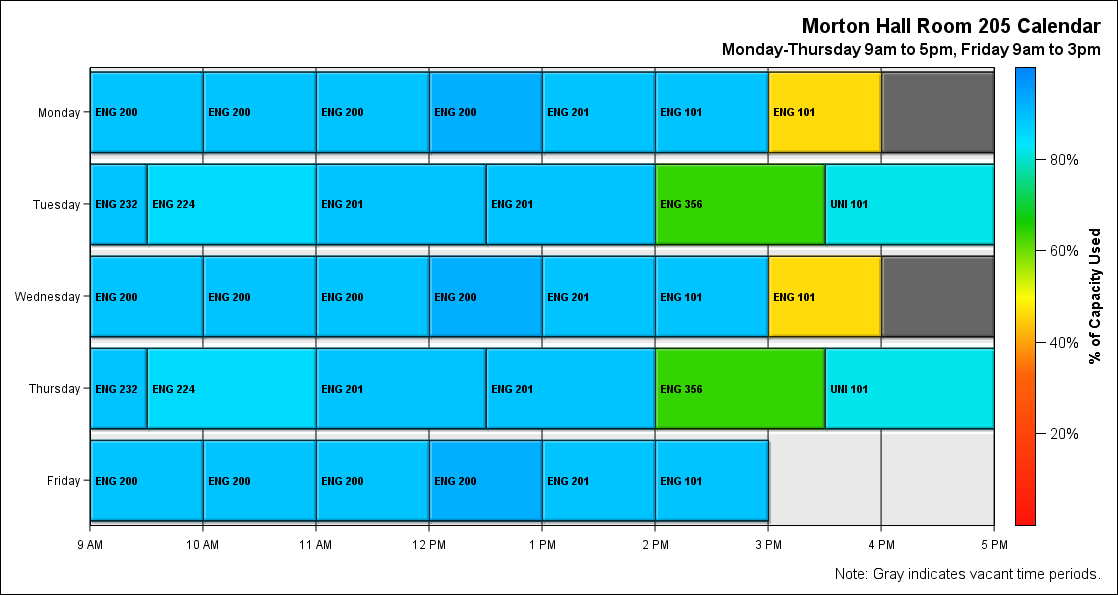 Morton Hall Room 205 Calendar
Monday-Thursday 9am to 5pm, Friday 9am to 3pm
Monday ENG 200 ENG 200 ENG 200 ENG 200 ENG 201 ENG 101 ENG 101
80%
Tuesday ENG 232 ENG 224 ENG 201 ENG 201 ENG 356 UNI 101
60%
Wednesday ENG 200 ENG 200 ENG 200 ENG 200 ENG 201 ENG 101 ENG 101
% of Capacity Used
40%
Thursday ENG 232 ENG 224 ENG 201 ENG 201 ENG 356 UNI 101
20%
Friday ENG 200 ENG 200 ENG 200 ENG 200 ENG 201 ENG 101
9 AM 10 AM 11 AM 12 PM 1 PM 2 PM 3 PM 4 PM 5 PM
Note: Gray indicates vacant time periods.